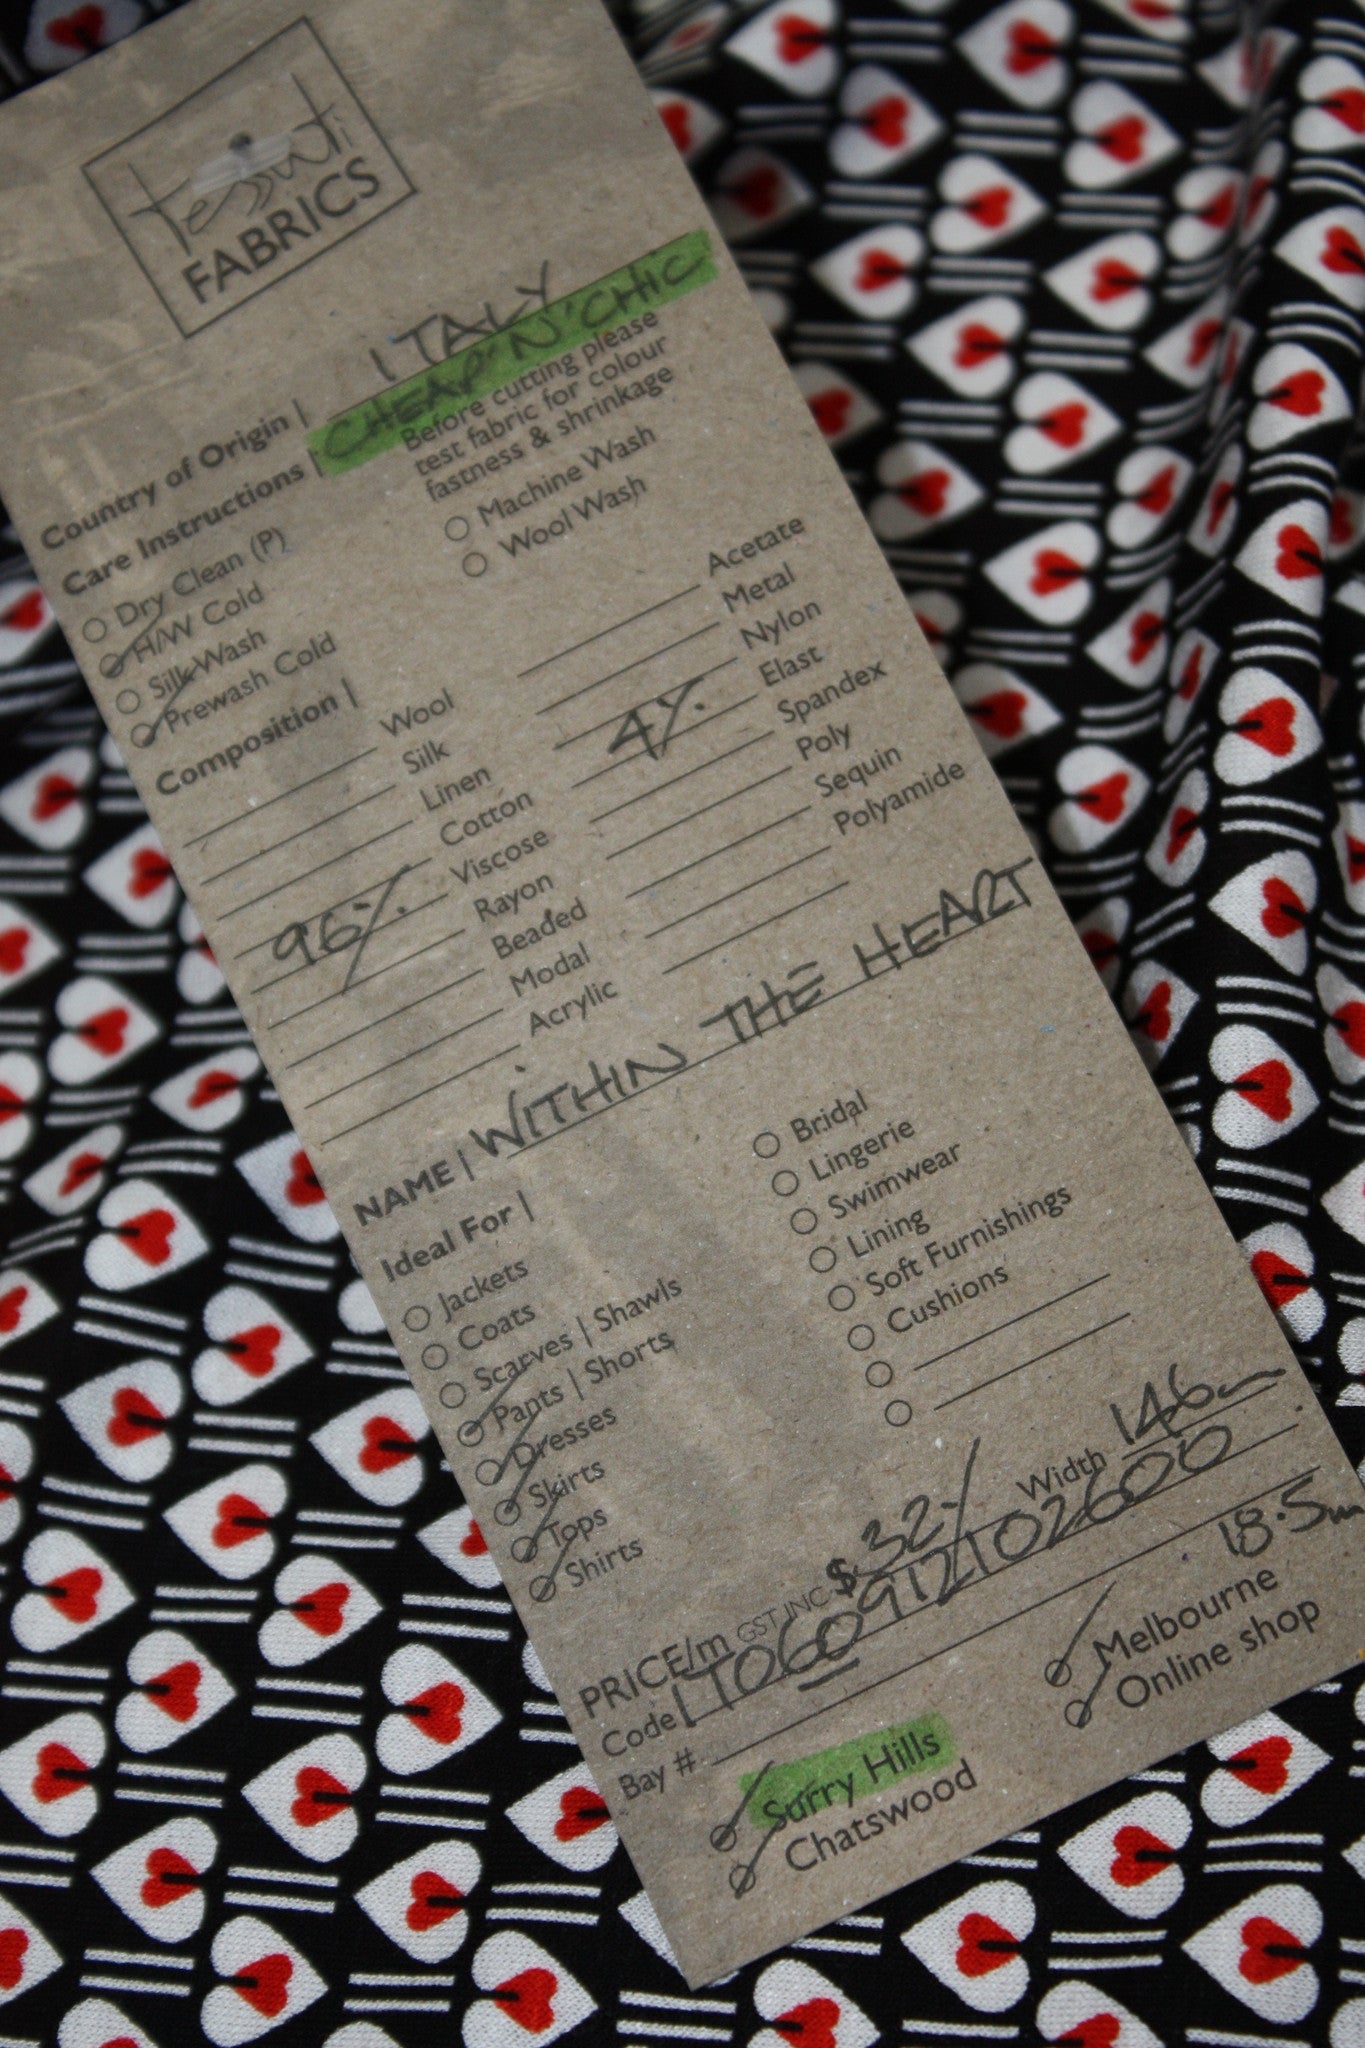 tessuti
FABRICS
Country of Origin | ITALY
Care Instructions | CHEAP 'N' CHIC
Before cutting please
test fabric for colour
fastness & shrinkage
Dry Clean (P)
H/W Cold
Silk Wash
Prewash Cold
Machine Wash
Wool Wash
Composition |
Wool
Silk
Linen
Cotton
96% Viscose
Rayon
Beaded
Modal
Acrylic
Acetate
Metal
Nylon
4% Elast
Spandex
Poly
Sequin
Polyamide
NAME | WITHIN THE HEART
Ideal For |
Jackets
Coats
Scarves | Shawls
Pants | Shorts
Dresses
Skirts
Tops
Shirts
Bridal
Lingerie
Swimwear
Lining
Soft Furnishings
Cushions
PRICE/m GST INC $32/ Width 146
Code | TO60912102600
Bay # 18.5m
Surry Hills
Chatswood
Melbourne
Online shop